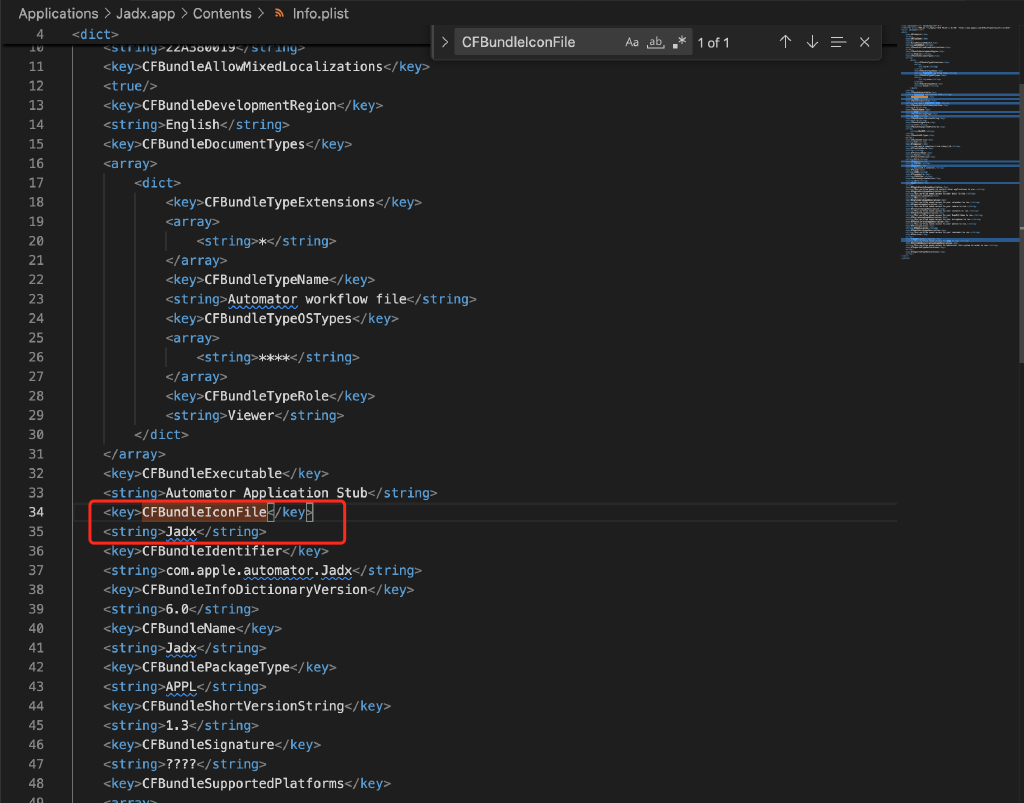 Applications > Jadx.app > Contents > Info.plist
4 <dict>
CFBundleIconFile Aa ab .* 1 of 1
10 <string>22A380019</string>
11 <key>CFBundleAllowMixedLocalizations</key>
12 <true/>
13 <key>CFBundleDevelopmentRegion</key>
14 <string>English</string>
15 <key>CFBundleDocumentTypes</key>
16 <array>
17 <dict>
18 <key>CFBundleTypeExtensions</key>
19 <array>
20 <string>*</string>
21 </array>
22 <key>CFBundleTypeName</key>
23 <string>Automator workflow file</string>
24 <key>CFBundleTypeOSTypes</key>
25 <array>
26 <string>****</string>
27 </array>
28 <key>CFBundleTypeRole</key>
29 <string>Viewer</string>
30 </dict>
31 </array>
32 <key>CFBundleExecutable</key>
33 <string>Automator Application Stub</string>
34 <key>CFBundleIconFile</key>
35 <string>Jadx</string>
36 <key>CFBundleIdentifier</key>
37 <string>com.apple.automator.Jadx</string>
38 <key>CFBundleInfoDictionaryVersion</key>
39 <string>6.0</string>
40 <key>CFBundleName</key>
41 <string>Jadx</string>
42 <key>CFBundlePackageType</key>
43 <string>APPL</string>
44 <key>CFBundleShortVersionString</key>
45 <string>1.3</string>
46 <key>CFBundleSignature</key>
47 <string>????</string>
48 <key>CFBundleSupportedPlatforms</key>
49 <array>